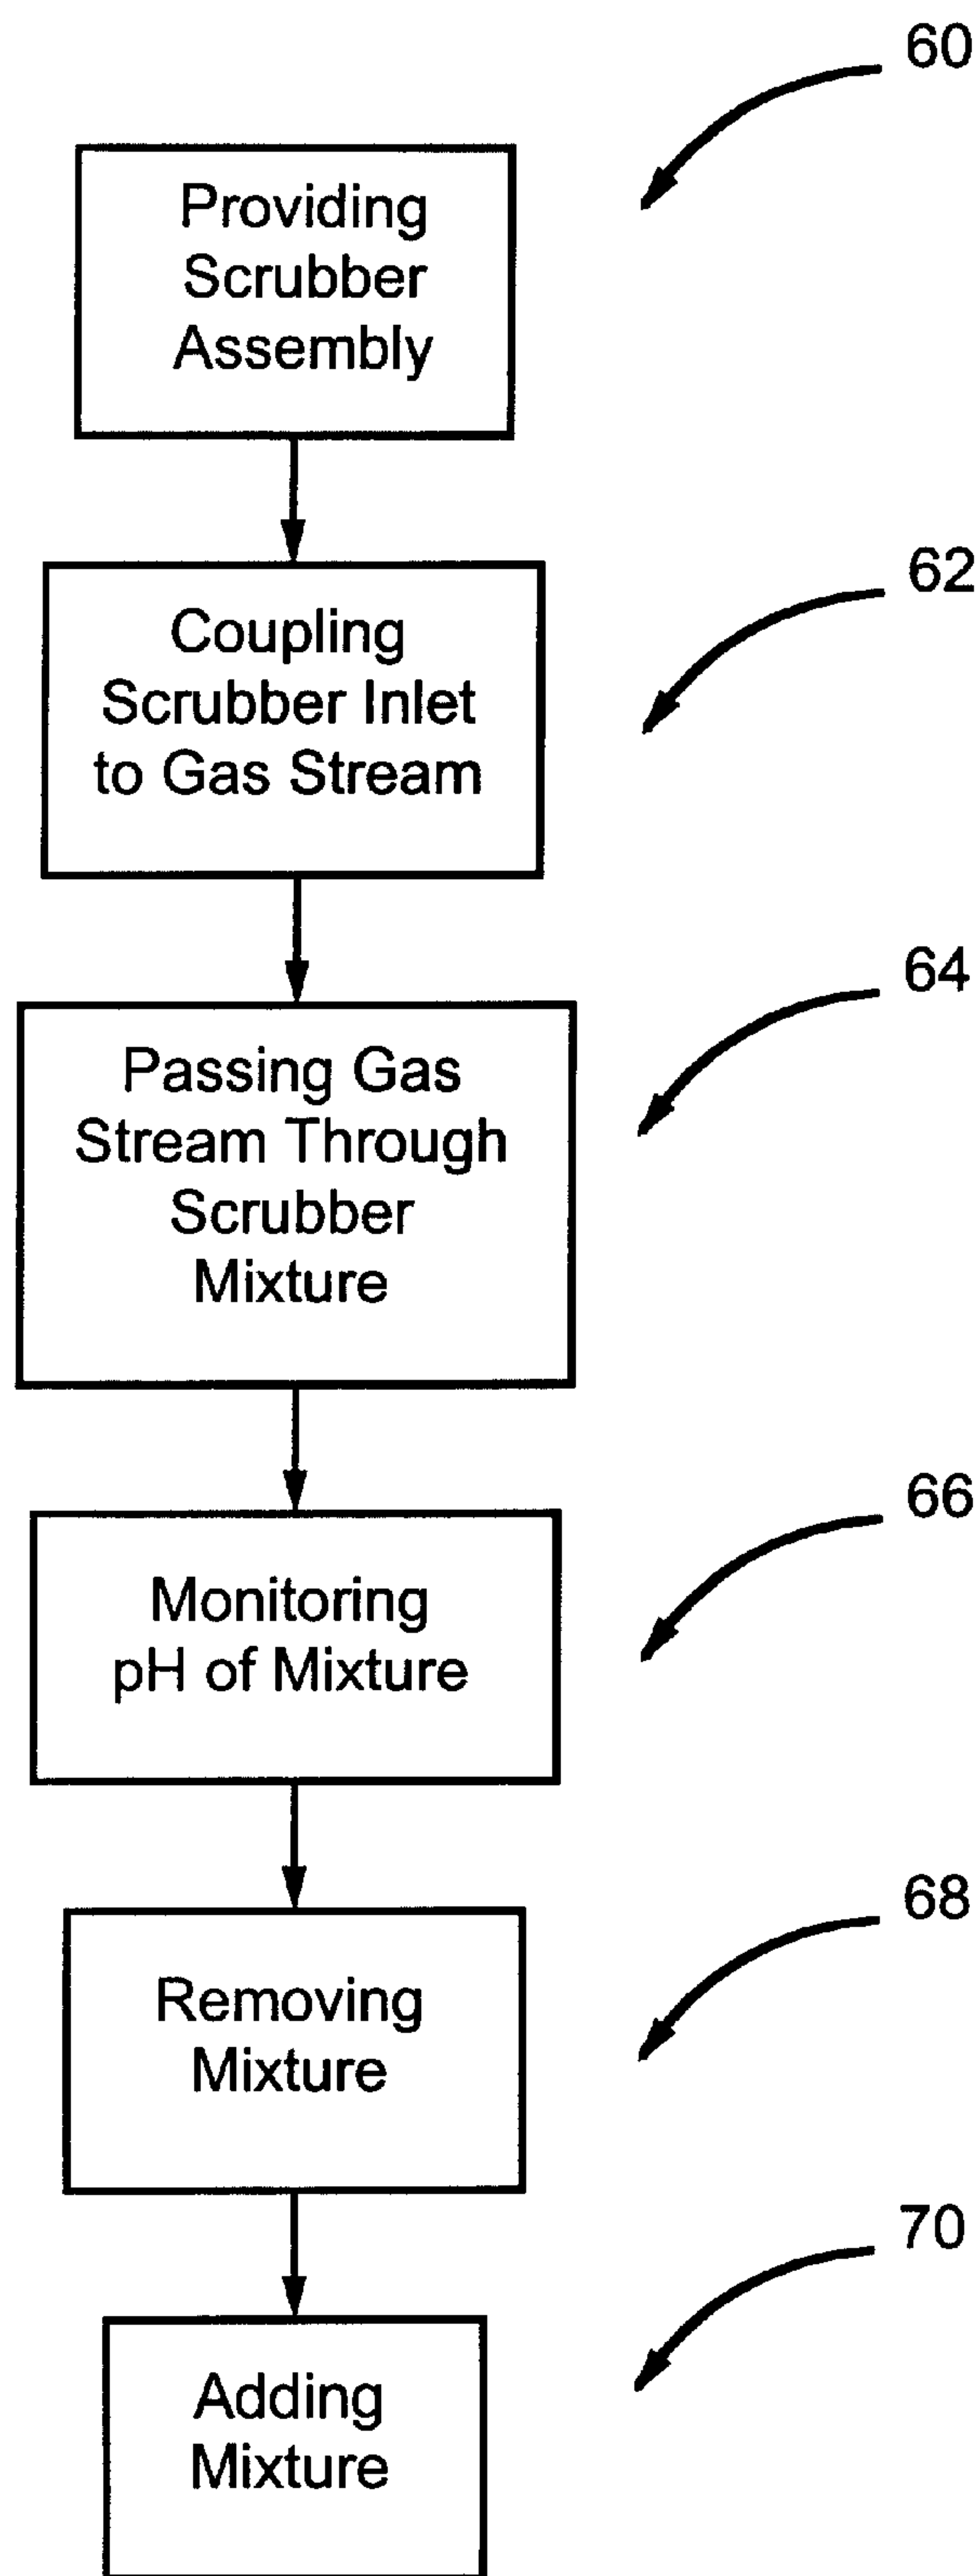 60
Providing
Scrubber
Assembly
62
Coupling
Scrubber Inlet
to Gas Stream
64
Passing Gas
Stream Through
Scrubber
Mixture
66
Monitoring
pH of Mixture
68
Removing
Mixture
70
Adding
Mixture